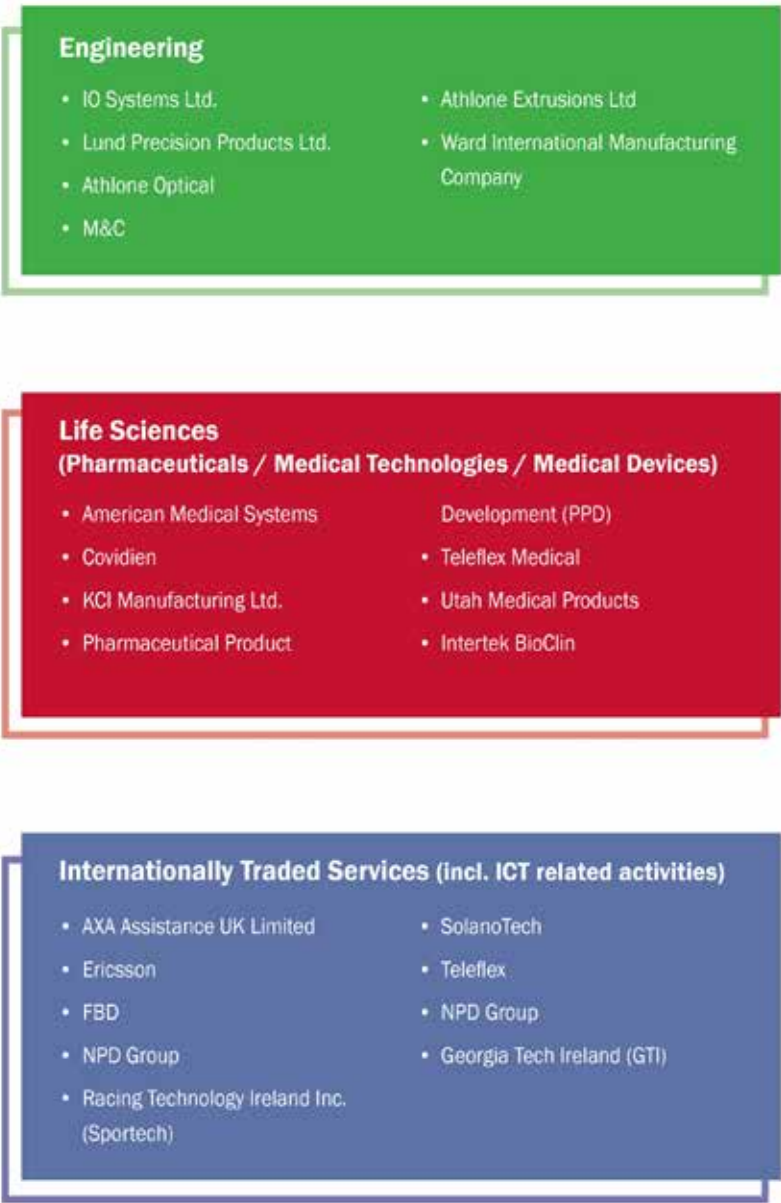 Engineering
• IO Systems Ltd.
• Lund Precision Products Ltd.
• Athlone Optical
• M&C
• Athlone Extrusions Ltd
• Ward International Manufacturing
Company
Life Sciences
(Pharmaceuticals / Medical Technologies / Medical Devices)
• American Medical Systems
• Covidien
• KCI Manufacturing Ltd.
• Pharmaceutical Product
Development (PPD)
• Teleflex Medical
• Utah Medical Products
• Intertek BioClin
Internationally Traded Services (incl. ICT related activities)
• AXA Assistance UK Limited
• Ericsson
• FBD
• NPD Group
• Racing Technology Ireland Inc.
(Sportech)
• SolanoTech
• Teleflex
• NPD Group
• Georgia Tech Ireland (GTI)